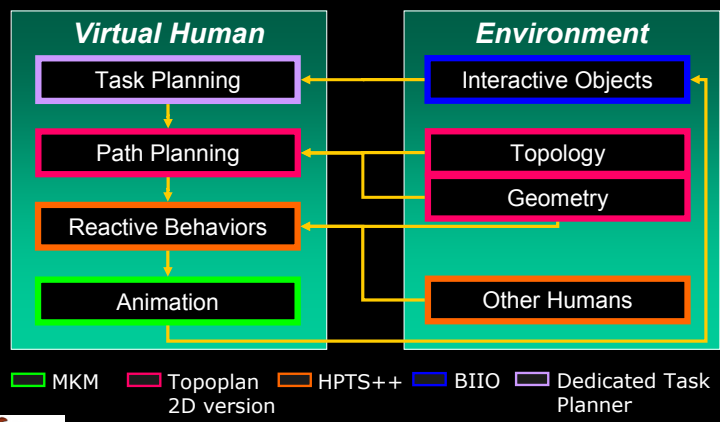 Virtual Human
Environment
Task Planning
Interactive Objects
Path Planning
Topology
Geometry
Reactive Behaviors
Animation
Other Humans
MKM
Topoplan
2D version
HPTS++
BIIO
Dedicated Task
Planner